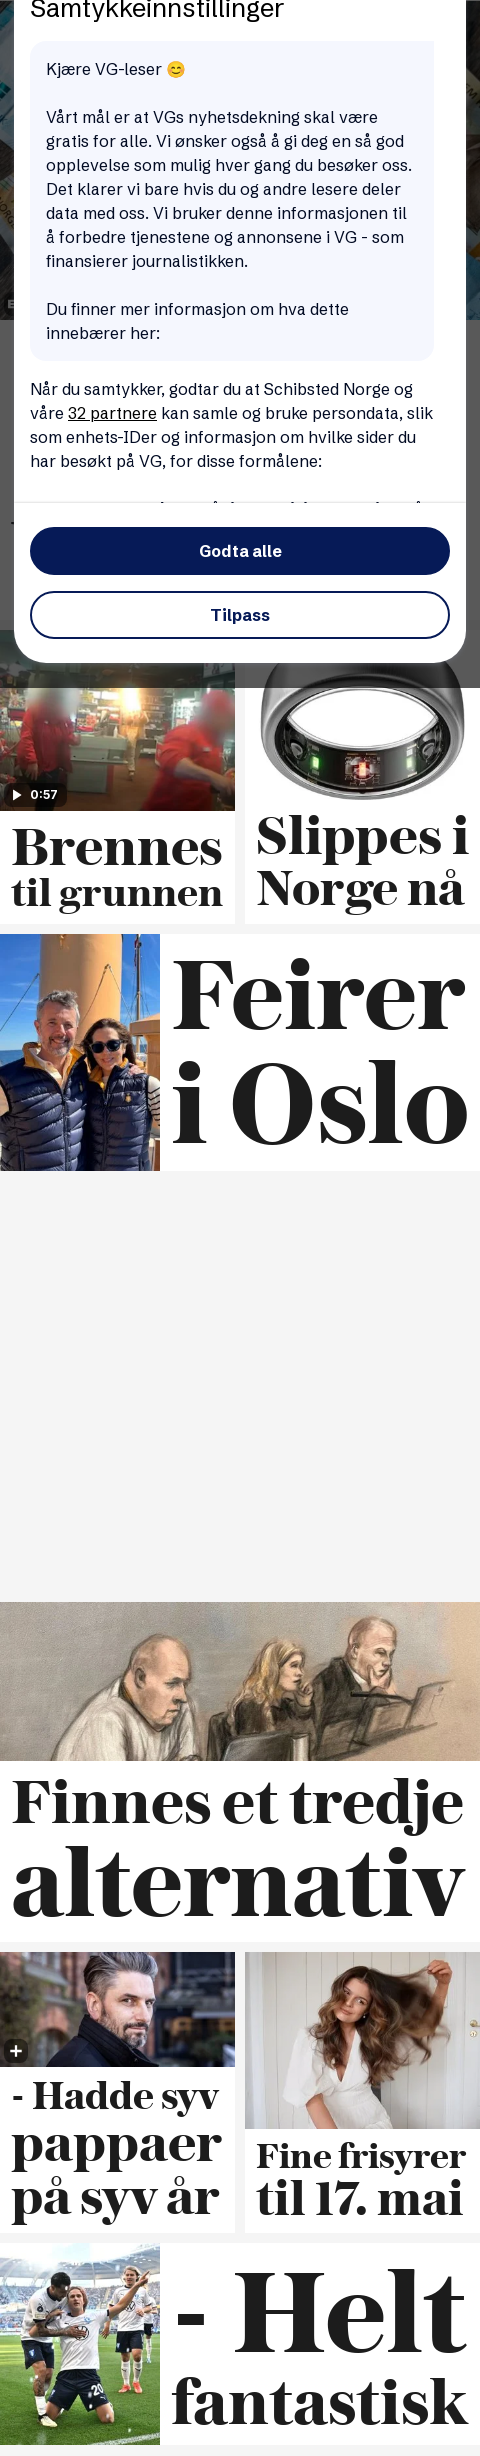 Samtykkeinnstillinger
Kjære VG-leser 😊
Vårt mål er at VGs nyhetsdekning skal være
gratis for alle. Vi ønsker også å gi deg en så god
opplevelse som mulig hver gang du besøker oss.
Det klarer vi bare hvis du og andre lesere deler
data med oss. Vi bruker denne informasjonen til
å forbedre tjenestene og annonsene i VG - som
finansierer journalistikken.
Du finner mer informasjon om hva dette
innebærer her:
Når du samtykker, godtar du at Schibsted Norge og
våre 32 partnere kan samle og bruke persondata, slik
som enhets-IDer og informasjon om hvilke sider du
har besøkt på VG, for disse formålene:
Godta alle
Tilpass
0:57
Brennes
til grunnen
Slippes i
Norge nå
Feirer
i Oslo
Finnes et tredje
alternativ
- Hadde syv
pappaer
på syv år
Fine frisyrer
til 17. mai
20
- Helt
fantastisk